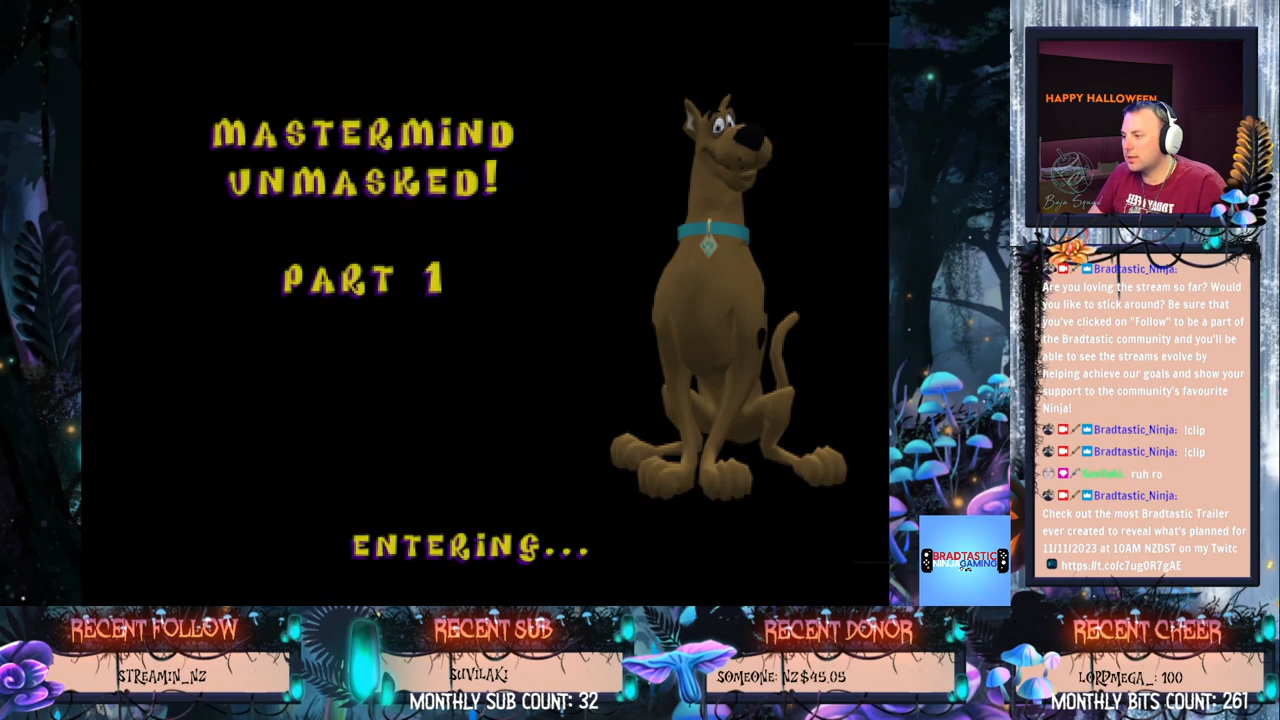 MASTERMIND
UNMASKED!
PART 1
ENTERING...
HAPPY HALLOWEEN
Baja Squad
Bradtastic_Ninja:
Are you loving the stream so far? Would
you like to stick around? Be sure that
you've clicked on "Follow" to be a part of
the Bradtastic community and you'll be
able to see the streams evolve by
helping achieve our goals and show your
support to the community's favourite
Ninja!
Bradtastic_Ninja: !clip
Bradtastic_Ninja: !clip
ruh ro
Bradtastic_Ninja:
Check out the most Bradtastic Trailer
ever created to reveal what's planned for
11/11/2023 at 10AM NZDST on my Twitc
https://t.co/c7ug0R7gAE
BRADTASTIC
NINJAGAMING
RECENT FOLLOW
STREAMIN_NZ
RECENT SUB
SUVILAKI
MONTHLY SUB COUNT: 32
RECENT DONOR
SOMEONE: NZ$45.05
RECENT CHEER
LORDMEGA_: 100
MONTHLY BITS COUNT: 261